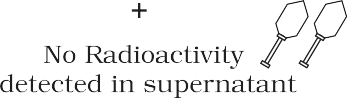 +
No Radioactivity
detected in supernatant